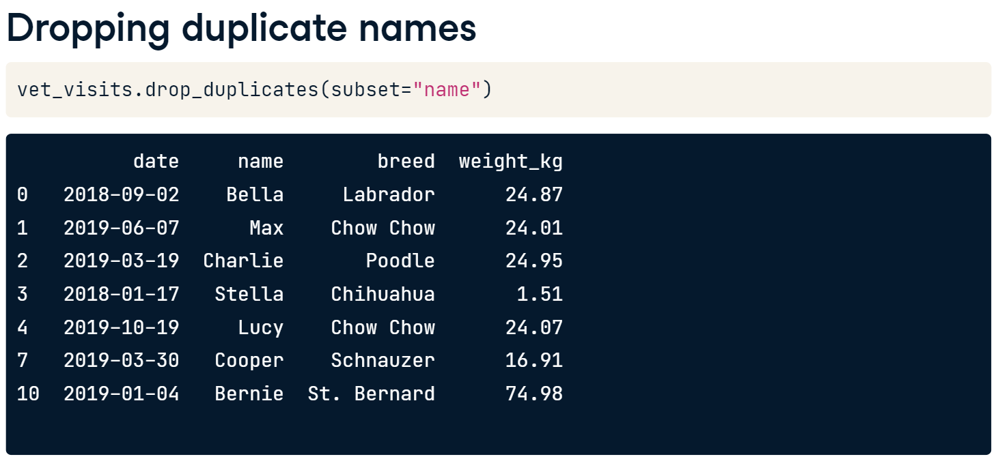 Dropping duplicate names
vet_visits.drop_duplicates(subset="name")
date name breed weight_kg
0 2018-09-02 Bella Labrador 24.87
1 2019-06-07 Max Chow Chow 24.01
2 2019-03-19 Charlie Poodle 24.95
3 2018-01-17 Stella Chihuahua 1.51
4 2019-10-19 Lucy Chow Chow 24.07
7 2019-03-30 Cooper Schnauzer 16.91
10 2019-01-04 Bernie St. Bernard 74.98